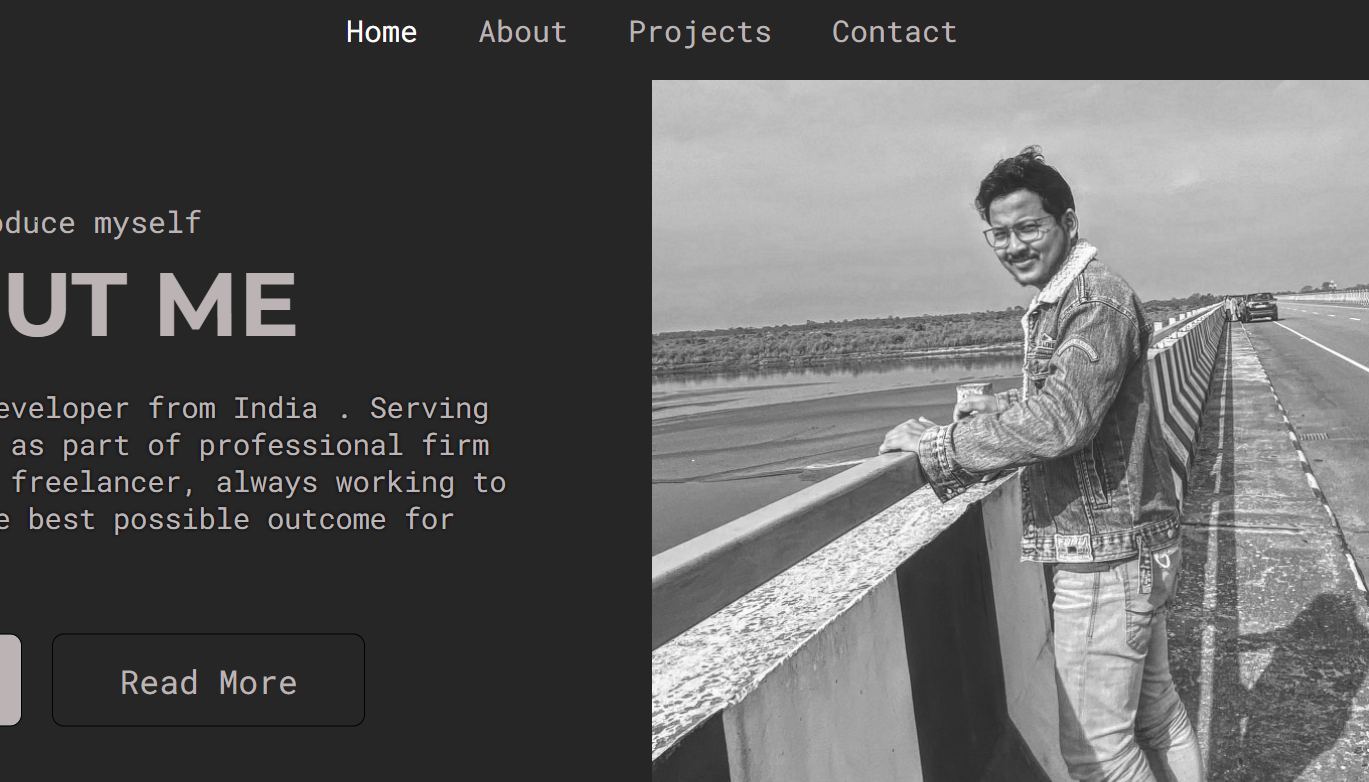 Home About Projects Contact
oduce myself
UT ME
eveloper from India . Serving
as part of professional firm
freelancer, always working to
e best possible outcome for
Read More